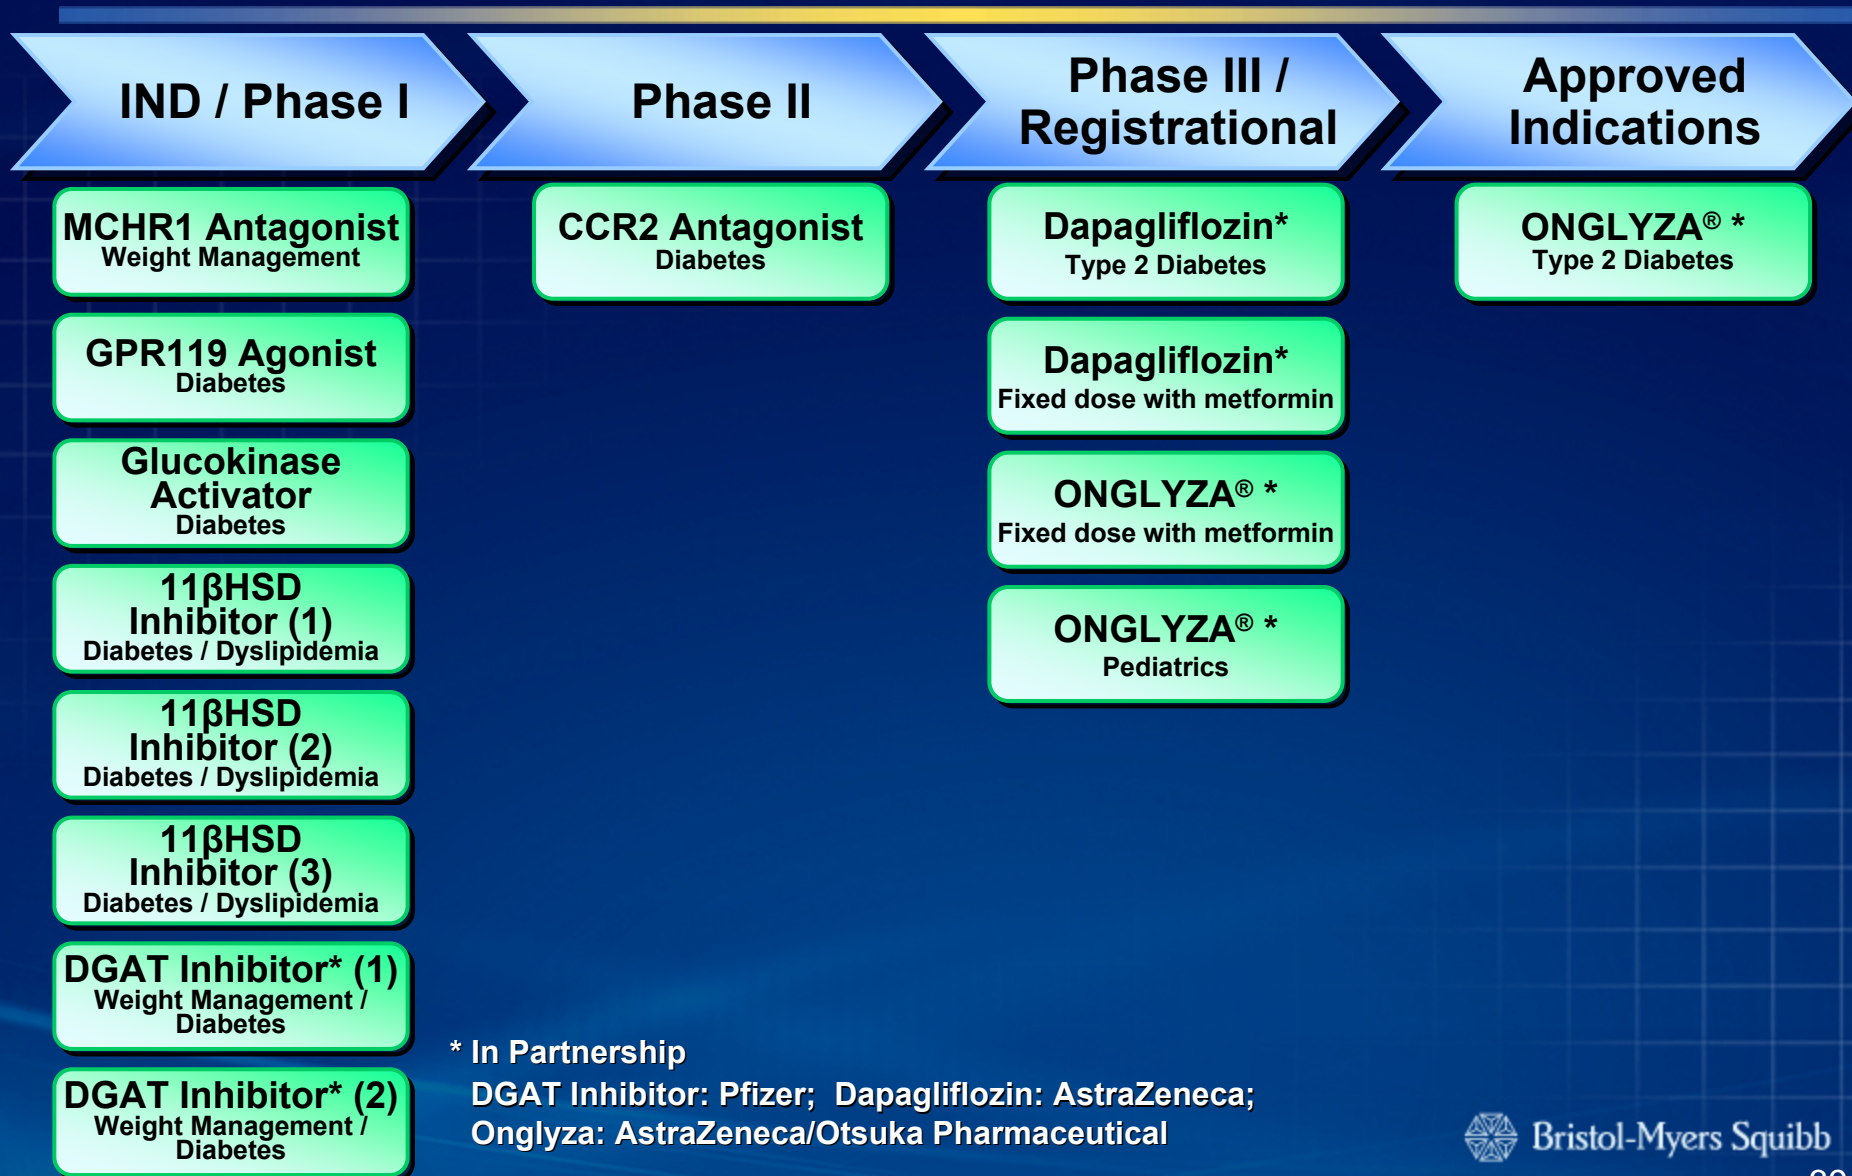 IND / Phase I
Phase II
Phase III /
Registrational
Approved
Indications
MCHR1 Antagonist
Weight Management
GPR119 Agonist
Diabetes
Glucokinase
Activator
Diabetes
11βHSD
Inhibitor (1)
Diabetes / Dyslipidemia
11βHSD
Inhibitor (2)
Diabetes / Dyslipidemia
11βHSD
Inhibitor (3)
Diabetes / Dyslipidemia
DGAT Inhibitor* (1)
Weight Management /
Diabetes
DGAT Inhibitor* (2)
Weight Management /
Diabetes
CCR2 Antagonist
Diabetes
Dapagliflozin*
Type 2 Diabetes
Dapagliflozin*
Fixed dose with metformin
ONGLYZA® *
Fixed dose with metformin
ONGLYZA® *
Pediatrics
ONGLYZA® *
Type 2 Diabetes
* In Partnership
DGAT Inhibitor: Pfizer; Dapagliflozin: AstraZeneca;
Onglyza: AstraZeneca/Otsuka Pharmaceutical
Bristol-Myers Squibb